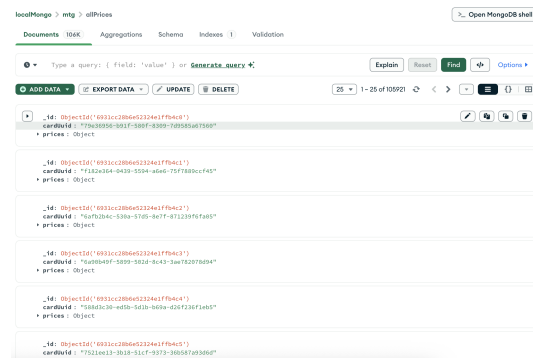 localMongo > mtg > allPrices
>_ Open MongoDB shell
Documents 106K Aggregations Schema Indexes 1 Validation
Type a query: { field: 'value' } or Generate query
Explain Reset Find </> Options
ADD DATA EXPORT DATA UPDATE DELETE
25 1 – 25 of 105921 {}
_id: ObjectId('6931cc28b6e52324e1ffb4c0')
cardUuid : "79e36956-b91f-580f-8309-7d9585a67560"
prices : Object
_id: ObjectId('6931cc28b6e52324e1ffb4c1')
cardUuid : "f182e364-0439-5594-a6e6-75f7889ccf45"
prices : Object
_id: ObjectId('6931cc28b6e52324e1ffb4c2')
cardUuid : "6afb2b4c-538a-57d5-8e7f-871239f6fa05"
prices : Object
_id: ObjectId('6931cc28b6e52324e1ffb4c3')
cardUuid : "6a90b49f-5899-502d-8c43-3ae782078d94"
prices : Object
_id: ObjectId('6931cc28b6e52324e1ffb4c4')
cardUuid : "588d3c30-ed5b-5d1b-b69a-d26f236f1eb5"
prices : Object
_id: ObjectId('6931cc28b6e52324e1ffb4c5')
cardUuid : "7521ee13-3b18-51cf-9373-36b587a93d6d"